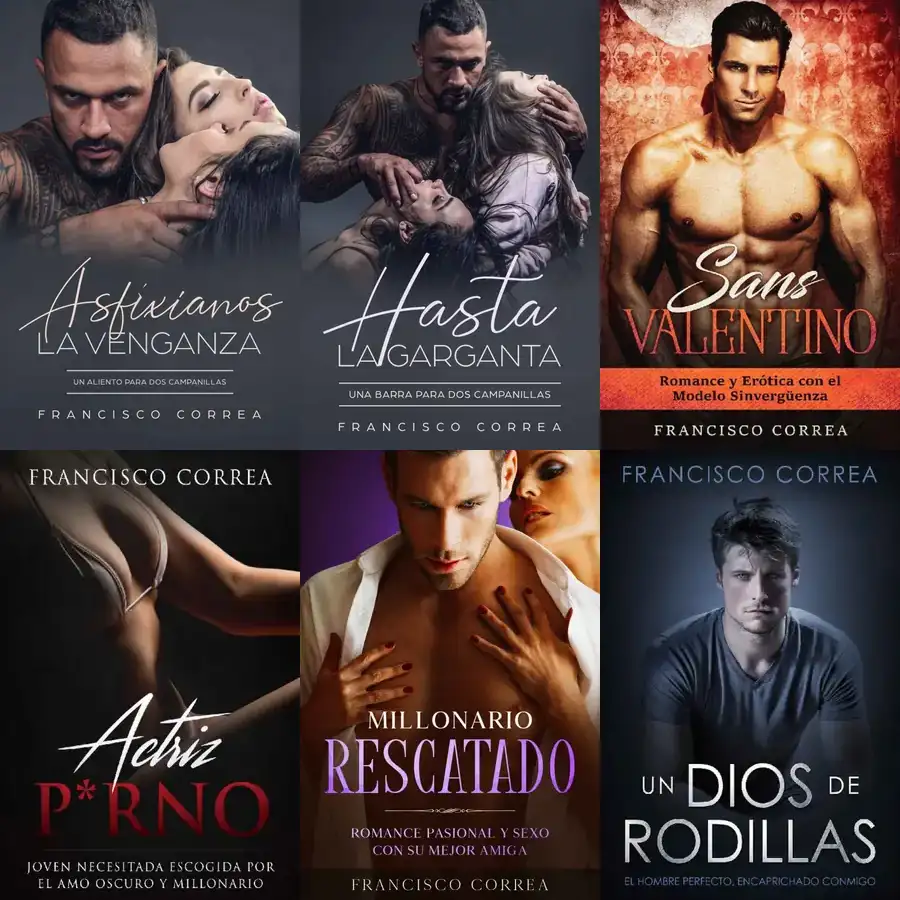 Asfixianos
LA VENGANZA
UN ALIENTO PARA DOS CAMPANILLAS
FRANCISCO CORREA
Hasta
LA GARGANTA
UNA BARRA PARA DOS CAMPANILLAS
FRANCISCO CORREA
Sans
VALENTINO
Romance y Erótica con el
Modelo Sinvergüenza
FRANCISCO CORREA
FRANCISCO CORREA
Actriz
P*RNO
JOVEN NECESITADA ESCOGIDA POR
EL AMO OSCURO Y MILLONARIO
MILLONARIO
RESCATADO
ROMANCE PASIONAL Y SEXO
CON SU MEJOR AMIGA
FRANCISCO CORREA
FRANCISCO CORREA
UN DIOS DE
RODILLAS
EL HOMBRE PERFECTO, ENCAPRICHADO CONMIGO